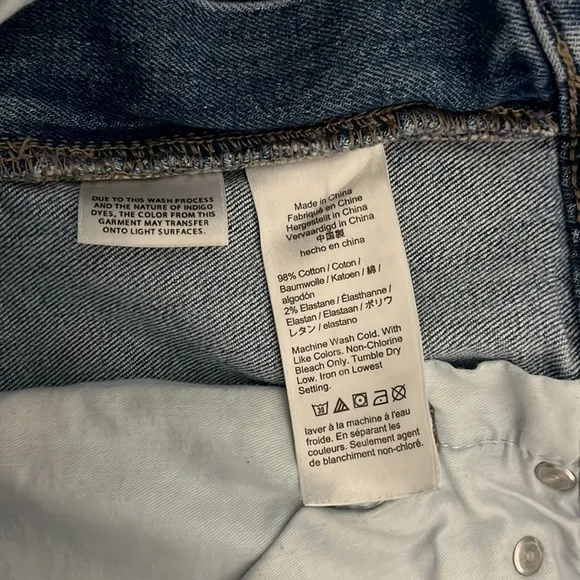 DUE TO THIS WASH PROCESS
AND THE NATURE OF INDIGO
DYES, THE COLOR FROM THIS
GARMENT MAY TRANSFER
ONTO LIGHT SURFACES.
Made in China
Fabriqué en Chine
Hergestellt in China
Vervaardigd in China
中国製
hecho en china
98% Cotton / Coton /
Baumwolle / Katoen / 綿 /
algodón
2% Elastane / Élasthanne /
Elastan / Elastaan / ポリウ
レタン / elastano
Machine Wash Cold. With
Like Colors. Non-Chlorine
Bleach Only. Tumble Dry
Low. Iron on Lowest
Setting.
30
laver à la machine à l'eau
froide. En séparant les
couleurs. Seulement agent
de blanchiment non-chloré.